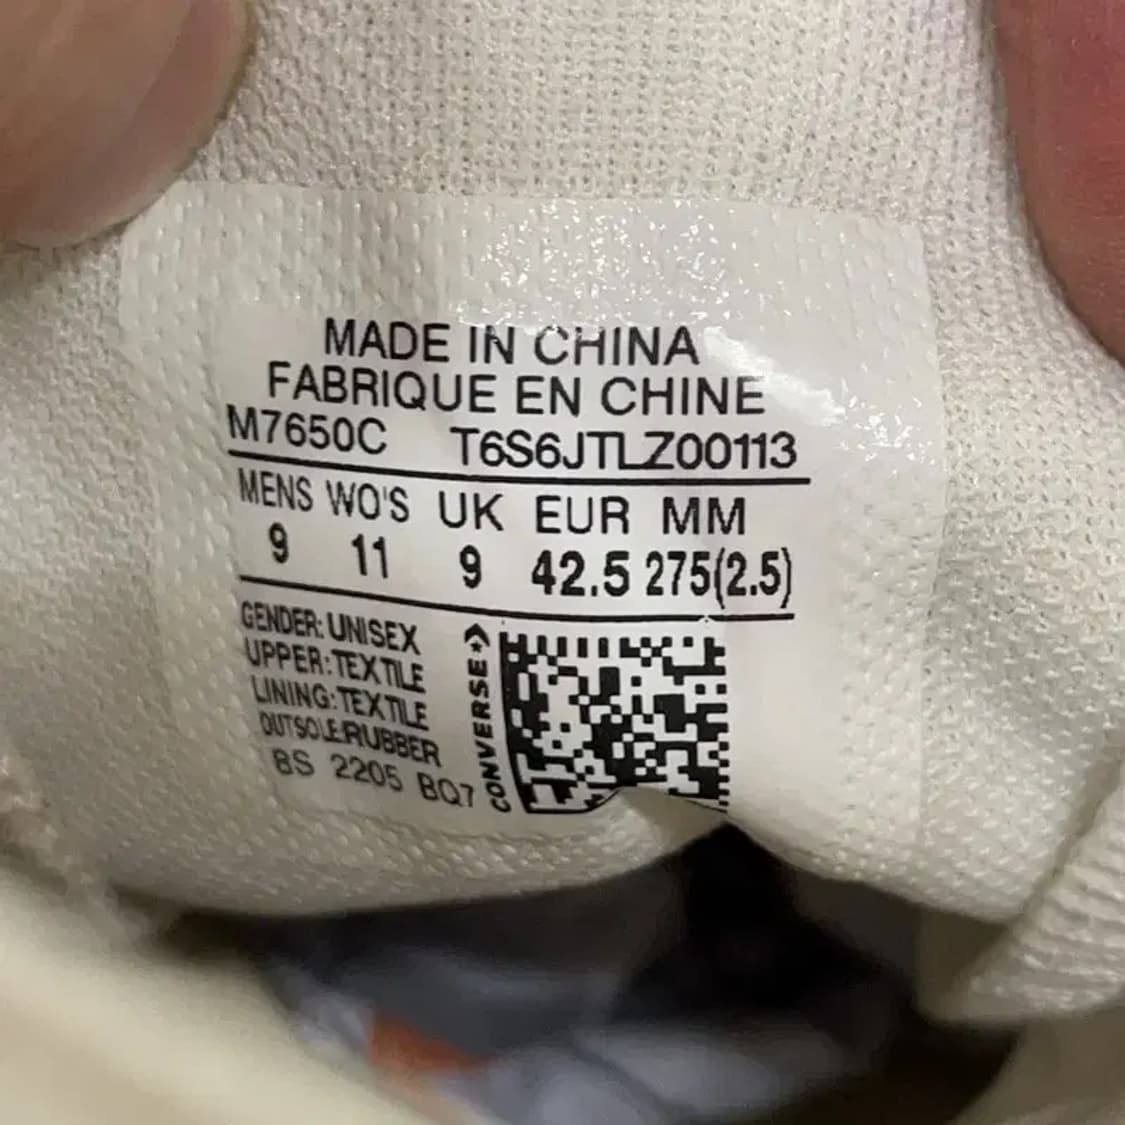 MADE IN CHINA
FABRIQUE EN CHINE
M7650C T6S6JTLZ00113
MENS WO'S UK EUR MM
9 11 9 42.5 275(2.5)
GENDER: UNISEX
UPPER: TEXTILE
LINING: TEXTILE
OUTSOLE:RUBBER
BS 2205 BQ7
CONVERSE